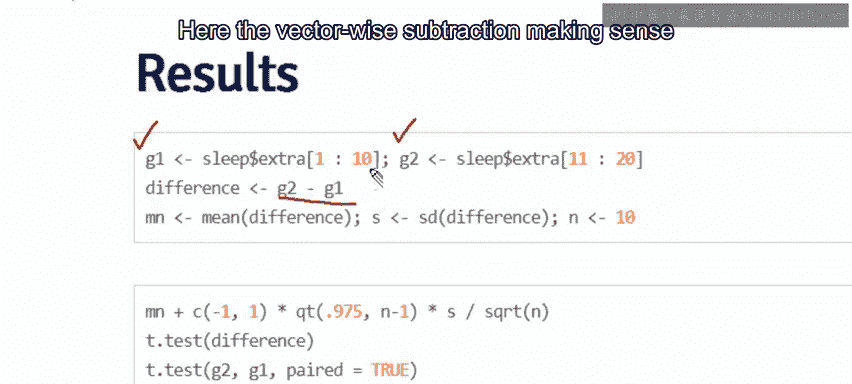 Here the vector-wise subtraction making sense
Results
g1 <- sleep$extra[1 : 10]; g2 <- sleep$extra[11 : 20]
difference <- g2 - g1
mn <- mean(difference); s <- sd(difference); n <- 10
mn + c(-1, 1) * qt(.975, n-1) * s / sqrt(n)
t.test(difference)
t.test(g2, g1, paired = TRUE)